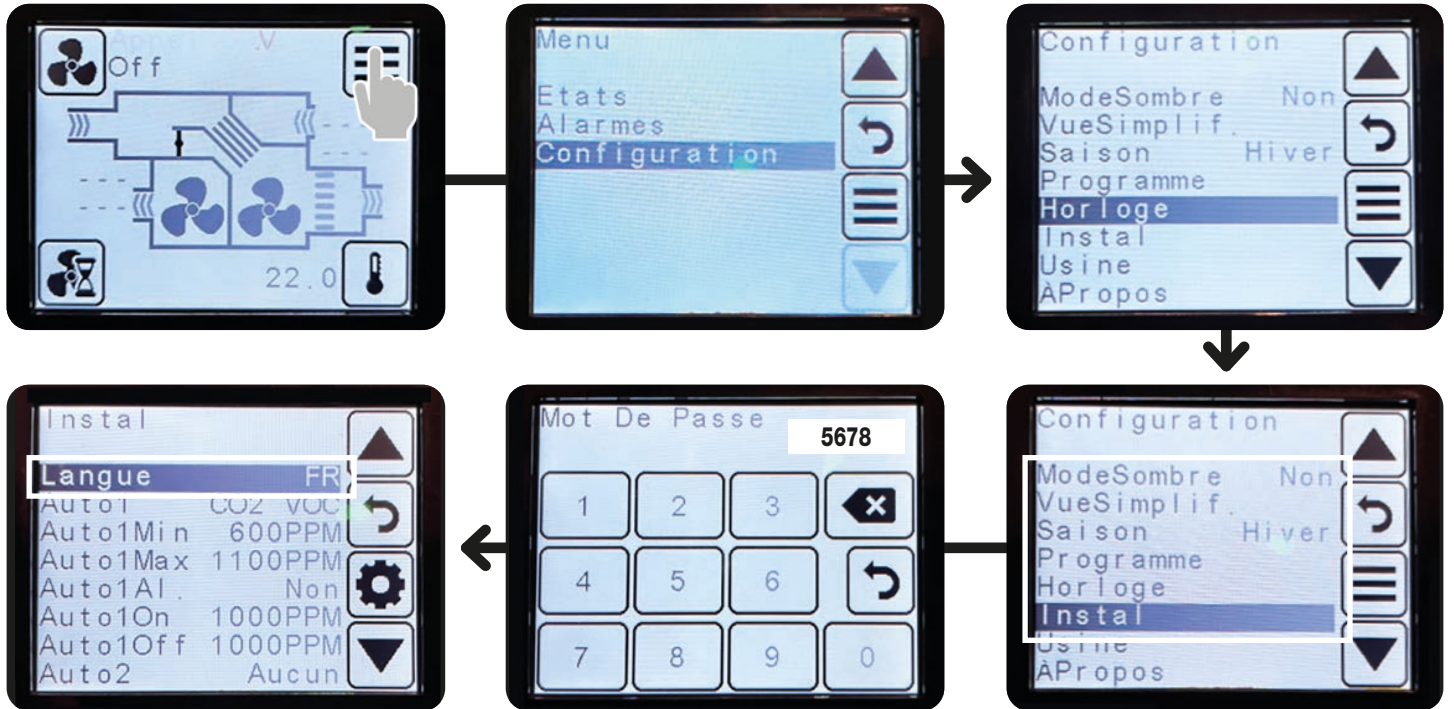 Off
22.0
Menu
Etats
Alarmes
Configuration
Configuration
ModeSombre Non
VueSimplif.
Saison Hiver
Programme
Horloge
Instal
Usine
ÀPropos
Configuration
ModeSombre Non
VueSimplif.
Saison Hiver
Programme
Horloge
Instal
Usine
ÀPropos
Mot De Passe 5678
1 2 3
4 5 6
7 8 9 0
Instal
Langue FR
Auto1 CO2 VOC
Auto1Min 600PPM
Auto1Max 1100PPM
Auto1Al. Non
Auto1On 1000PPM
Auto1Off 1000PPM
Auto2 Aucun